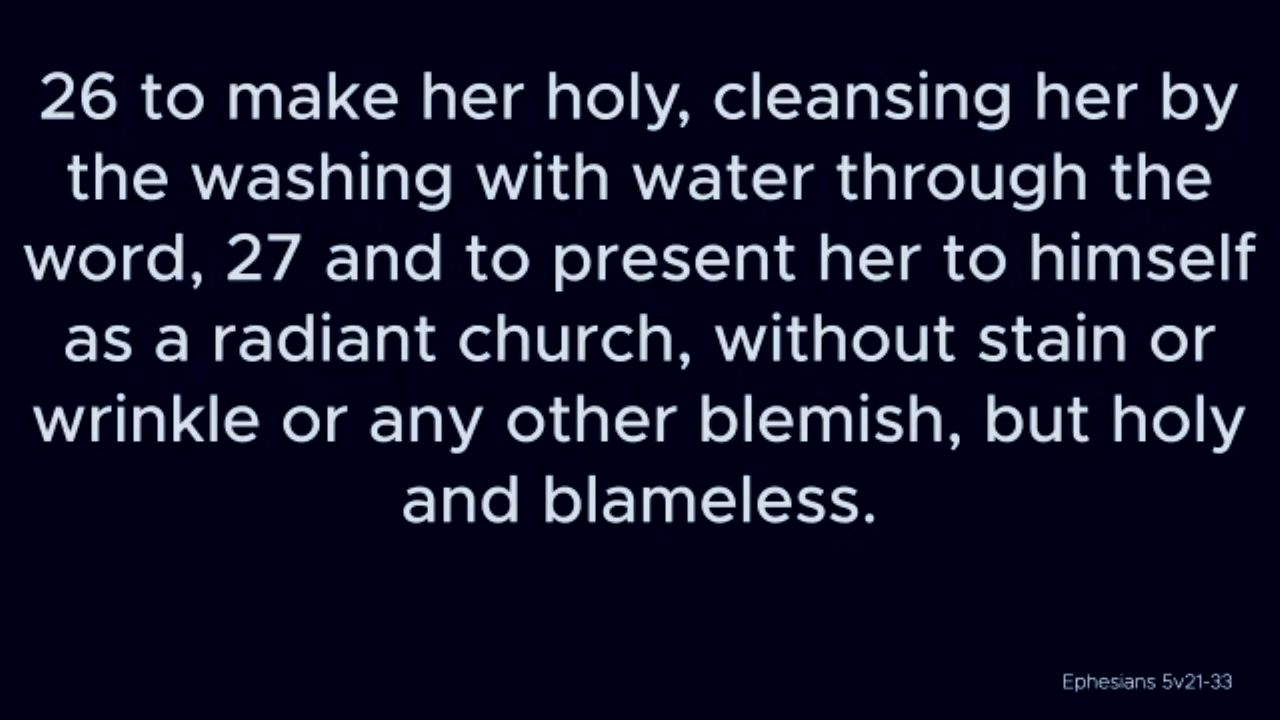 26 to make her holy, cleansing her by
the washing with water through the
word, 27 and to present her to himself
as a radiant church, without stain or
wrinkle or any other blemish, but holy
and blameless.
Ephesians 5v21-33